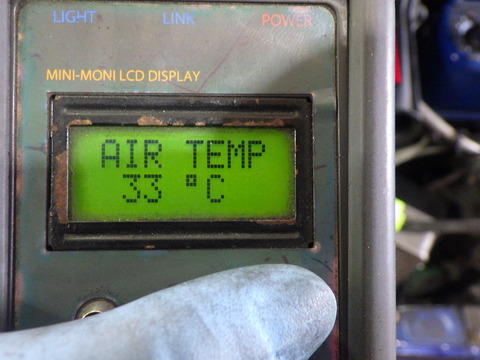 LIGHT LINK POWER
MINI-MONI LCD DISPLAY
AIR TEMP
33 °C